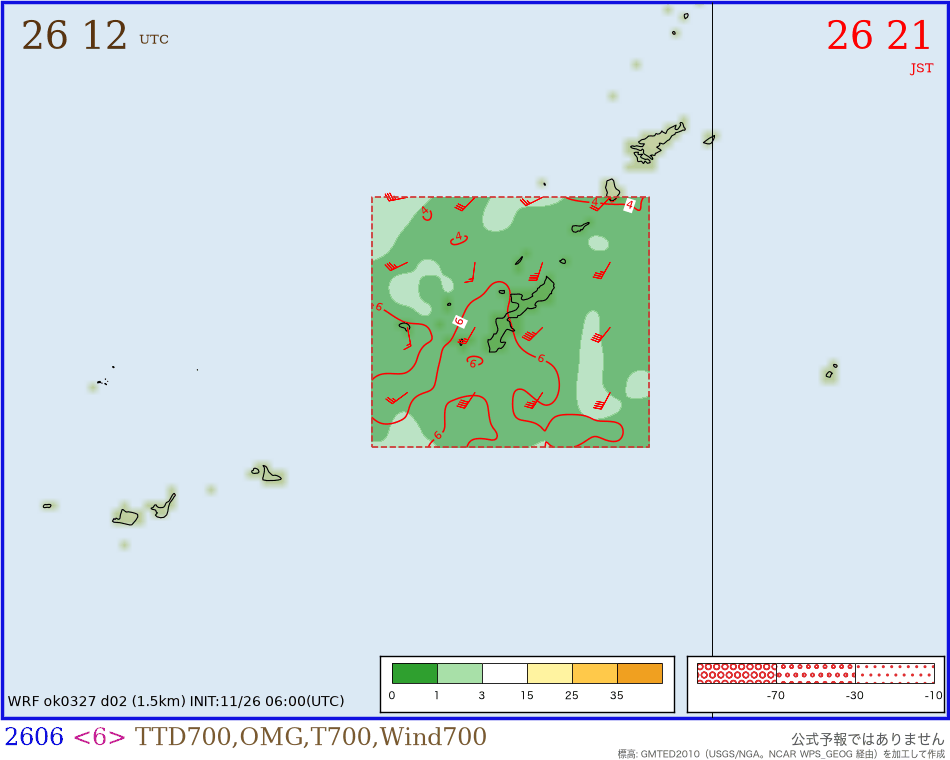 26 12 UTC
26 21
JST
4
4
4
4
6
6
6
6
6
0 1 3 15 25 35
-70 -30 -10
WRF ok0327 d02 (1.5km) INIT:11/26 06:00(UTC)
2606 <6> TTD700,OMG,T700,Wind700
公式予報ではありません
標高: GMTED2010（USGS/NGA。NCAR WPS_GEOG 経由）を加工して作成